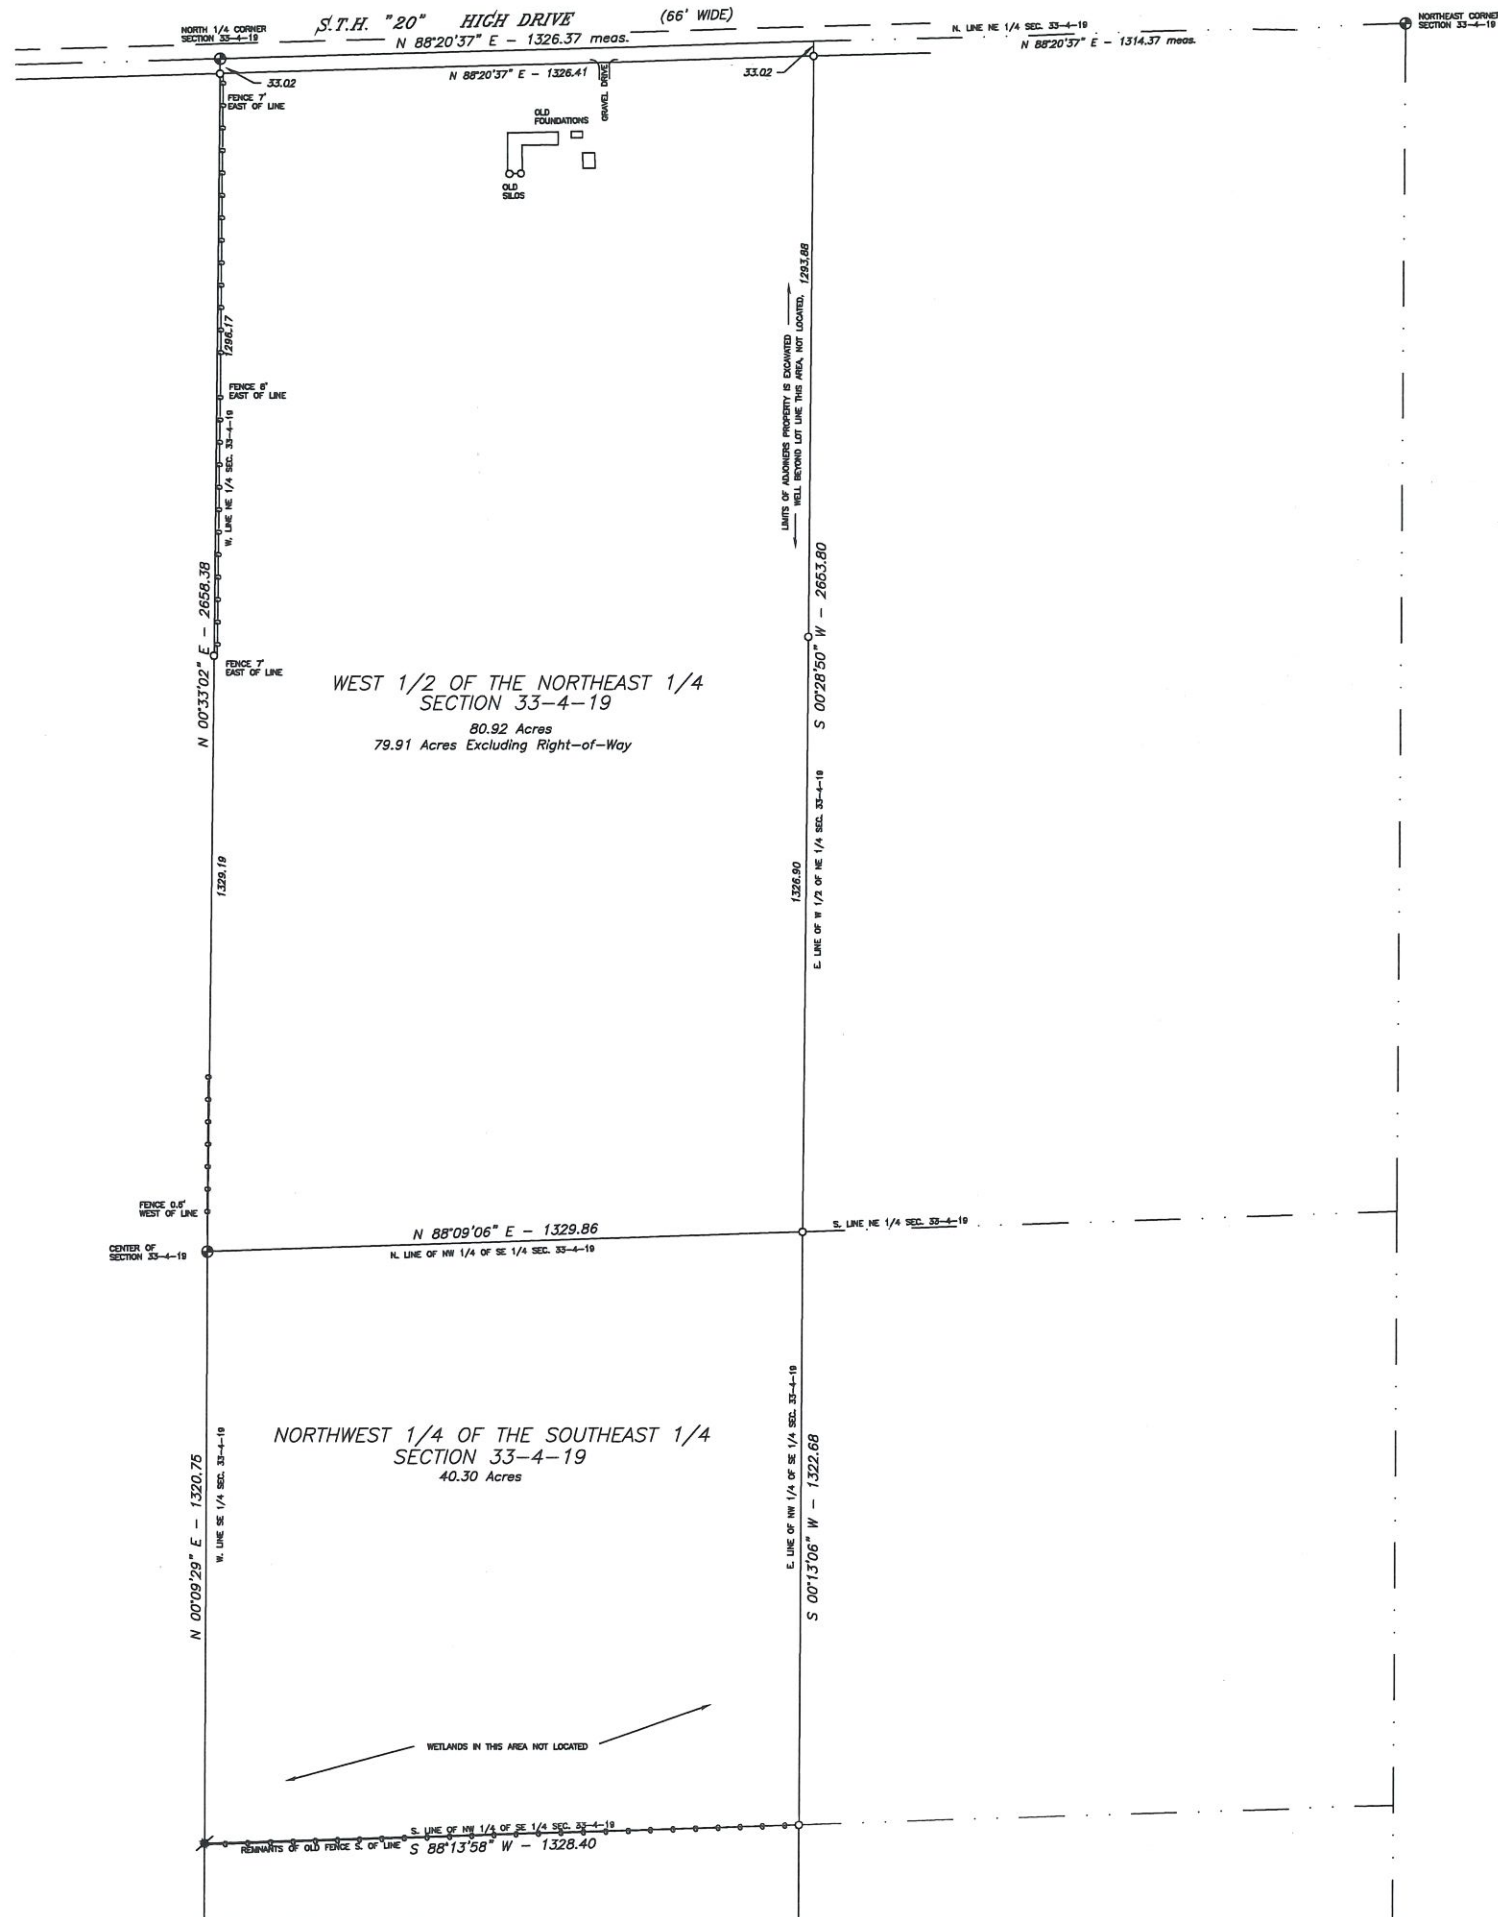 S.T.H. "20" HIGH DRIVE (66' WIDE)
NORTH 1/4 CORNER
SECTION 33-4-19
N 88°20'37" E - 1326.37 meas.
N. LINE NE 1/4 SEC. 33-4-19
N 88°20'37" E - 1314.37 meas.
NORTHEAST CORNER
SECTION 33-4-19
33.02
N 88°20'37" E - 1326.41
GRAVEL DRIVE
33.02
FENCE 7'
EAST OF LINE
OLD
FOUNDATIONS
OLD
SILOS
1296.17
FENCE 8'
EAST OF LINE
W. LINE NE 1/4 SEC. 33-4-19
N 00°33'02" E - 2658.38
FENCE 7'
EAST OF LINE
1293.88
LIMITS OF ADJOINERS PROPERTY IS EXCAVATED
WELL BEYOND LOT LINE THIS AREA, NOT LOCATED,
S 00°28'50" W - 2653.80
WEST 1/2 OF THE NORTHEAST 1/4
SECTION 33-4-19
80.92 Acres
79.91 Acres Excluding Right-of-Way
1329.19
1326.90
E. LINE OF W 1/2 OF NE 1/4 SEC. 33-4-19
FENCE 0.5'
WEST OF LINE
CENTER OF
SECTION 33-4-19
N 88°09'06" E - 1329.86
N. LINE OF NW 1/4 OF SE 1/4 SEC. 33-4-19
S. LINE NE 1/4 SEC. 33-4-19
NORTHWEST 1/4 OF THE SOUTHEAST 1/4
SECTION 33-4-19
40.30 Acres
N 00°09'29" E - 1320.75
W. LINE SE 1/4 SEC. 33-4-19
E. LINE OF NW 1/4 OF SE 1/4 SEC. 33-4-19
S 00°13'06" W - 1322.68
WETLANDS IN THIS AREA NOT LOCATED
S. LINE OF NW 1/4 OF SE 1/4 SEC. 33-4-19
REMNANTS OF OLD FENCE S. OF LINE
S 88°13'58" W - 1328.40